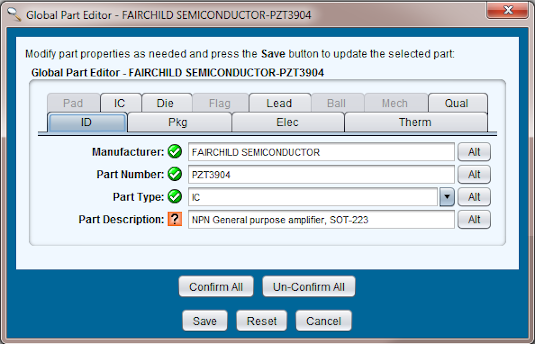 Global Part Editor - FAIRCHILD SEMICONDUCTOR-PZT3904
Modify part properties as needed and press the Save button to update the selected part:
Global Part Editor - FAIRCHILD SEMICONDUCTOR-PZT3904
Pad IC Die Flag Lead Ball Mech Qual
ID Pkg Elec Therm
Manufacturer: FAIRCHILD SEMICONDUCTOR Alt
Part Number: PZT3904 Alt
Part Type: IC Alt
Part Description: ? NPN General purpose amplifier, SOT-223 Alt
Confirm All Un-Confirm All
Save Reset Cancel